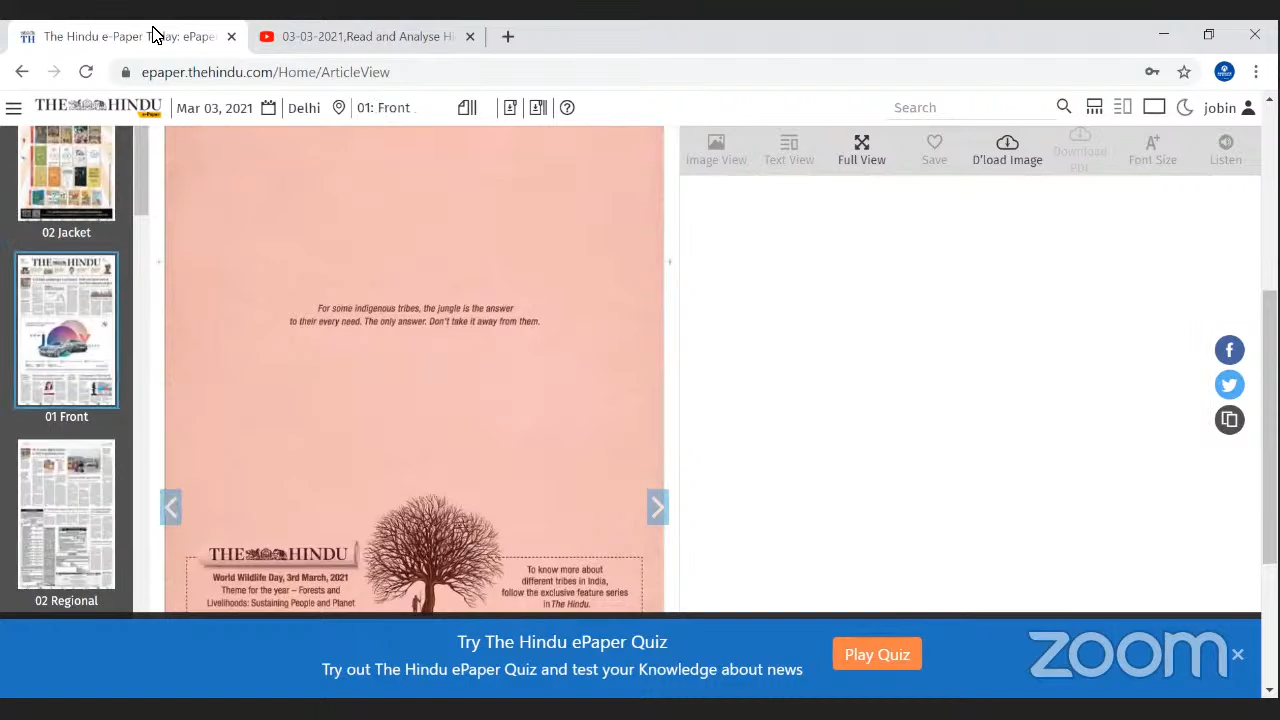 The Hindu e-Paper Today: ePape
03-03-2021,Read and Analyse Hi
epaper.thehindu.com/Home/ArticleView
THE HINDU
e-Paper
Mar 03, 2021
Delhi
01: Front
Search
jobin
Image View
Text View
Full View
Save
D'load Image
Download PDF
Font Size
Listen
02 Jacket
THE HINDU
01 Front
02 Regional
For some indigenous tribes, the jungle is the answer
to their every need. The only answer. Don't take it away from them.
THE HINDU
World Wildlife Day, 3rd March, 2021
Theme for the year – Forests and
Livelihoods: Sustaining People and Planet
To know more about
different tribes in India,
follow the exclusive feature series
in The Hindu.
Try The Hindu ePaper Quiz
Try out The Hindu ePaper Quiz and test your Knowledge about news
Play Quiz
zoom